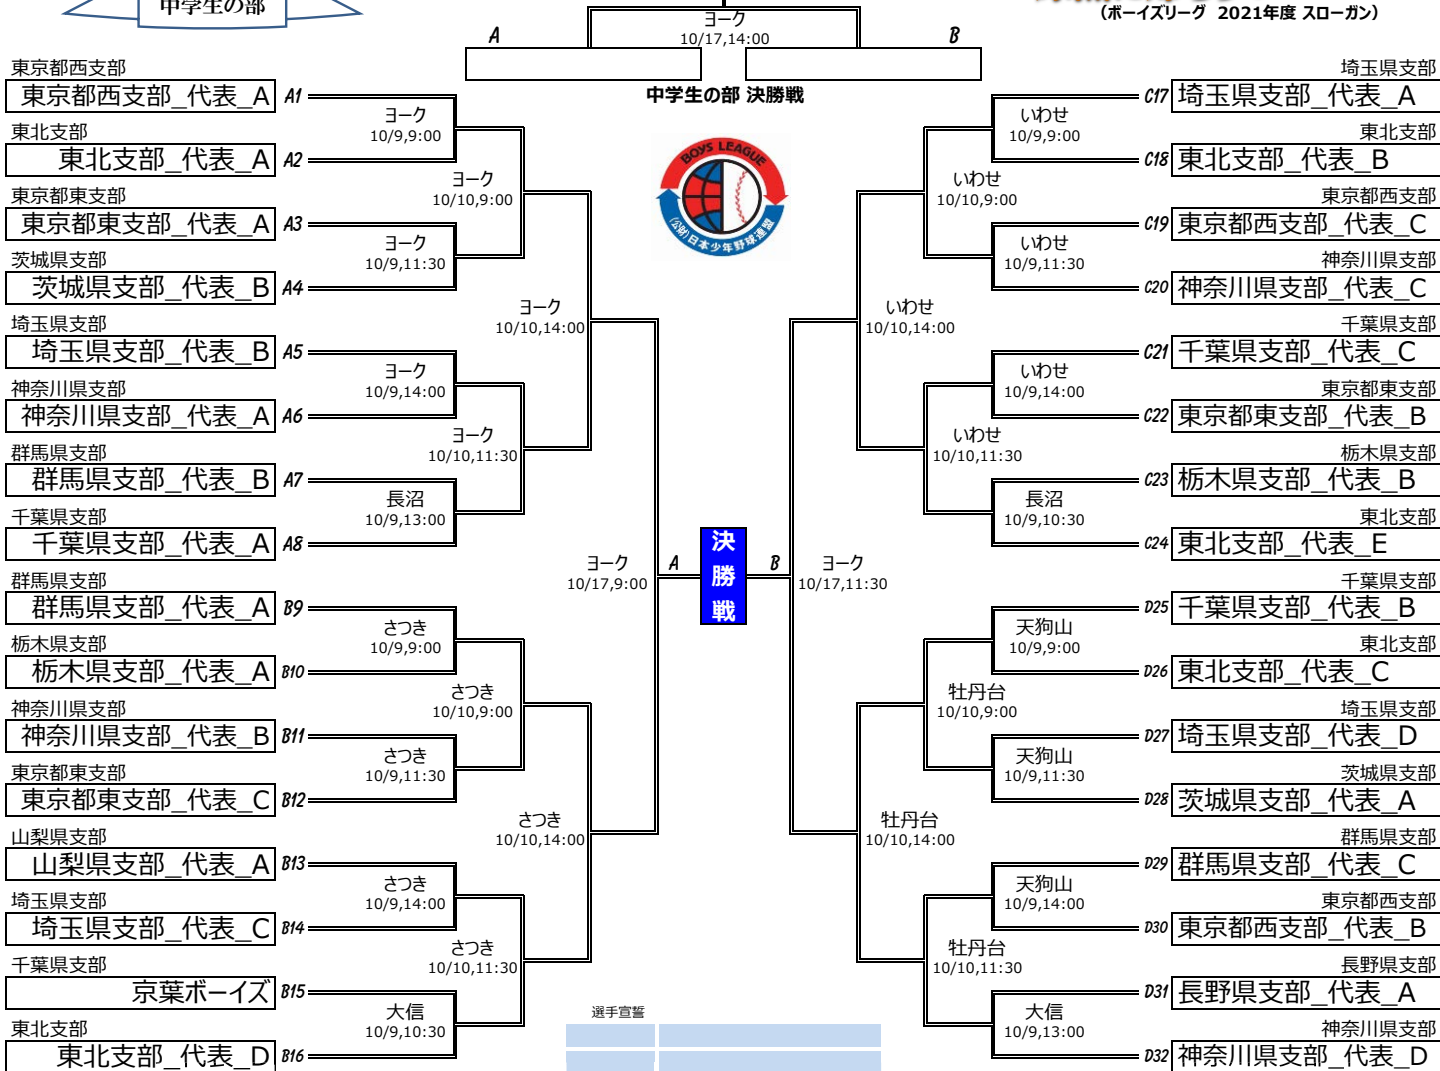 中学生の部
(ボーイズリーグ 2021年度 スローガン)
A
ヨーク
10/17,14:00
B
中学生の部 決勝戦
BOYS LEAGUE
(公財)日本少年野球連盟
東京都西支部
東京都西支部_代表_A A1
東北支部
東北支部_代表_A A2
東京都東支部
東京都東支部_代表_A A3
茨城県支部
茨城県支部_代表_B A4
埼玉県支部
埼玉県支部_代表_B A5
神奈川県支部
神奈川県支部_代表_A A6
群馬県支部
群馬県支部_代表_B A7
千葉県支部
千葉県支部_代表_A A8
群馬県支部
群馬県支部_代表_A B9
栃木県支部
栃木県支部_代表_A B10
神奈川県支部
神奈川県支部_代表_B B11
東京都東支部
東京都東支部_代表_C B12
山梨県支部
山梨県支部_代表_A B13
埼玉県支部
埼玉県支部_代表_C B14
千葉県支部
京葉ボーイズ B15
東北支部
東北支部_代表_D B16
ヨーク
10/9,9:00
ヨーク
10/9,11:30
ヨーク
10/9,14:00
長沼
10/9,13:00
さつき
10/9,9:00
さつき
10/9,11:30
さつき
10/9,14:00
大信
10/9,10:30
ヨーク
10/10,9:00
ヨーク
10/10,11:30
さつき
10/10,9:00
さつき
10/10,11:30
ヨーク
10/10,14:00
さつき
10/10,14:00
ヨーク
10/17,9:00
A
決
勝
戦
B
ヨーク
10/17,11:30
いわせ
10/10,14:00
牡丹台
10/10,14:00
いわせ
10/10,9:00
いわせ
10/10,11:30
牡丹台
10/10,9:00
牡丹台
10/10,11:30
いわせ
10/9,9:00
いわせ
10/9,11:30
いわせ
10/9,14:00
長沼
10/9,10:30
天狗山
10/9,9:00
天狗山
10/9,11:30
天狗山
10/9,14:00
大信
10/9,13:00
埼玉県支部
C17 埼玉県支部_代表_A
東北支部
C18 東北支部_代表_B
東京都西支部
C19 東京都西支部_代表_C
神奈川県支部
C20 神奈川県支部_代表_C
千葉県支部
C21 千葉県支部_代表_C
東京都東支部
C22 東京都東支部_代表_B
栃木県支部
C23 栃木県支部_代表_B
東北支部
C24 東北支部_代表_E
千葉県支部
D25 千葉県支部_代表_B
東北支部
D26 東北支部_代表_C
埼玉県支部
D27 埼玉県支部_代表_D
茨城県支部
D28 茨城県支部_代表_A
群馬県支部
D29 群馬県支部_代表_C
東京都西支部
D30 東京都西支部_代表_B
長野県支部
D31 長野県支部_代表_A
神奈川県支部
D32 神奈川県支部_代表_D
選手宣誓